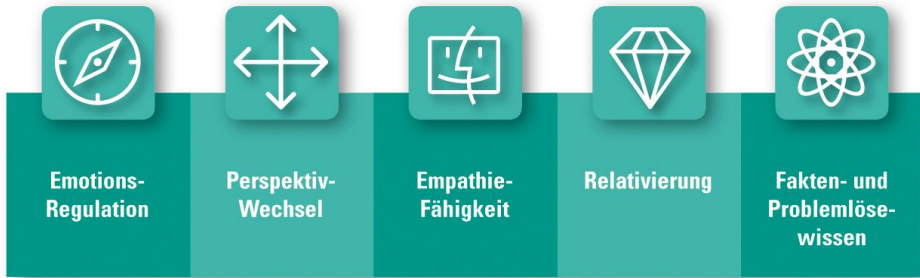 Emotions-
Regulation
Perspektiv-
Wechsel
Empathie-
Fähigkeit
Relativierung
Fakten- und
Problemlöse-
wissen